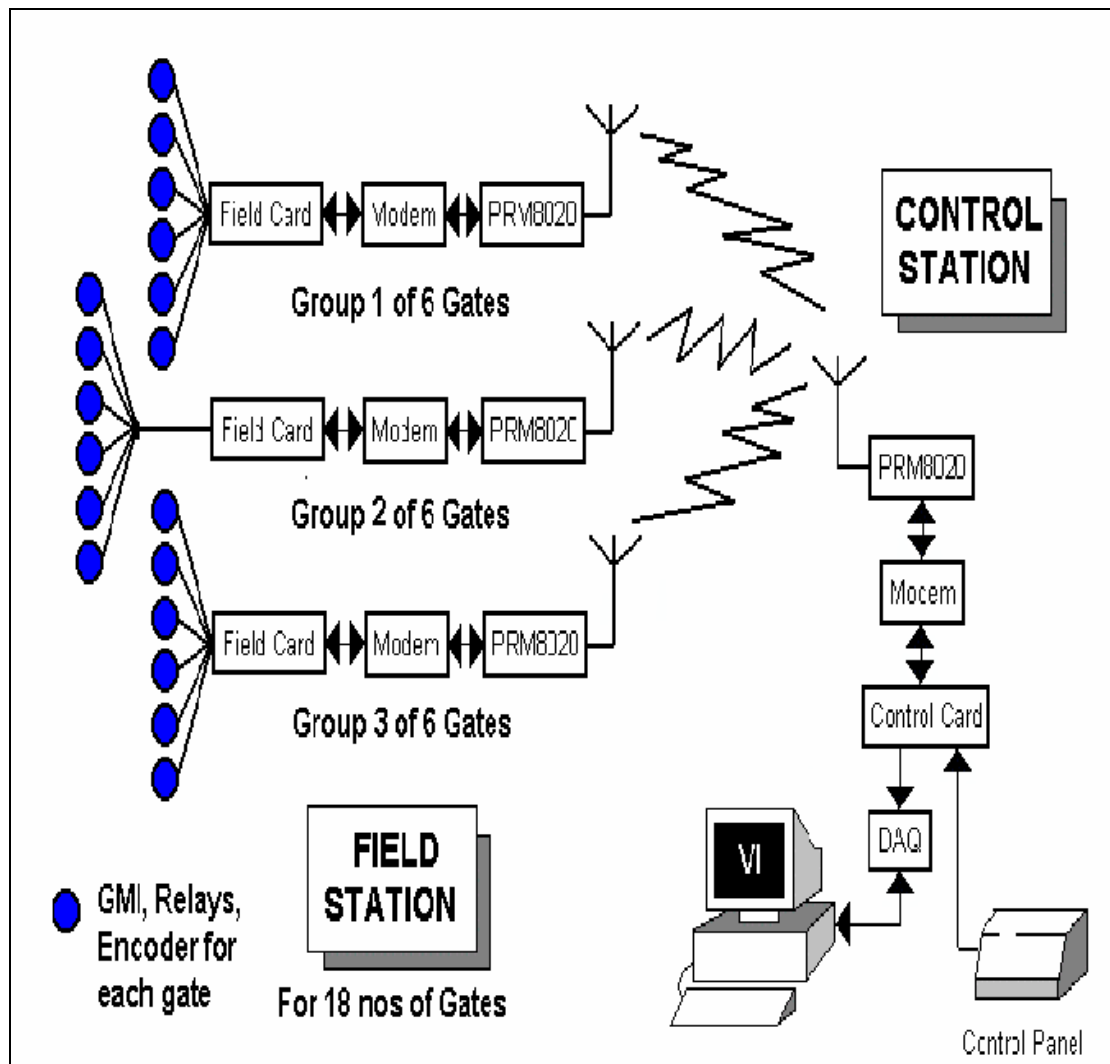 Field Card
Modem
PRM8020
Group 1 of 6 Gates
CONTROL
STATION
Field Card
Modem
PRM8020
Group 2 of 6 Gates
PRM8020
Field Card
Modem
PRM8020
Group 3 of 6 Gates
Mocem
Control Card
DAQ
VI
FIELD
STATION
GMI, Relays,
Encoder for
each gate
For 18 nos of Gates
Control Panel